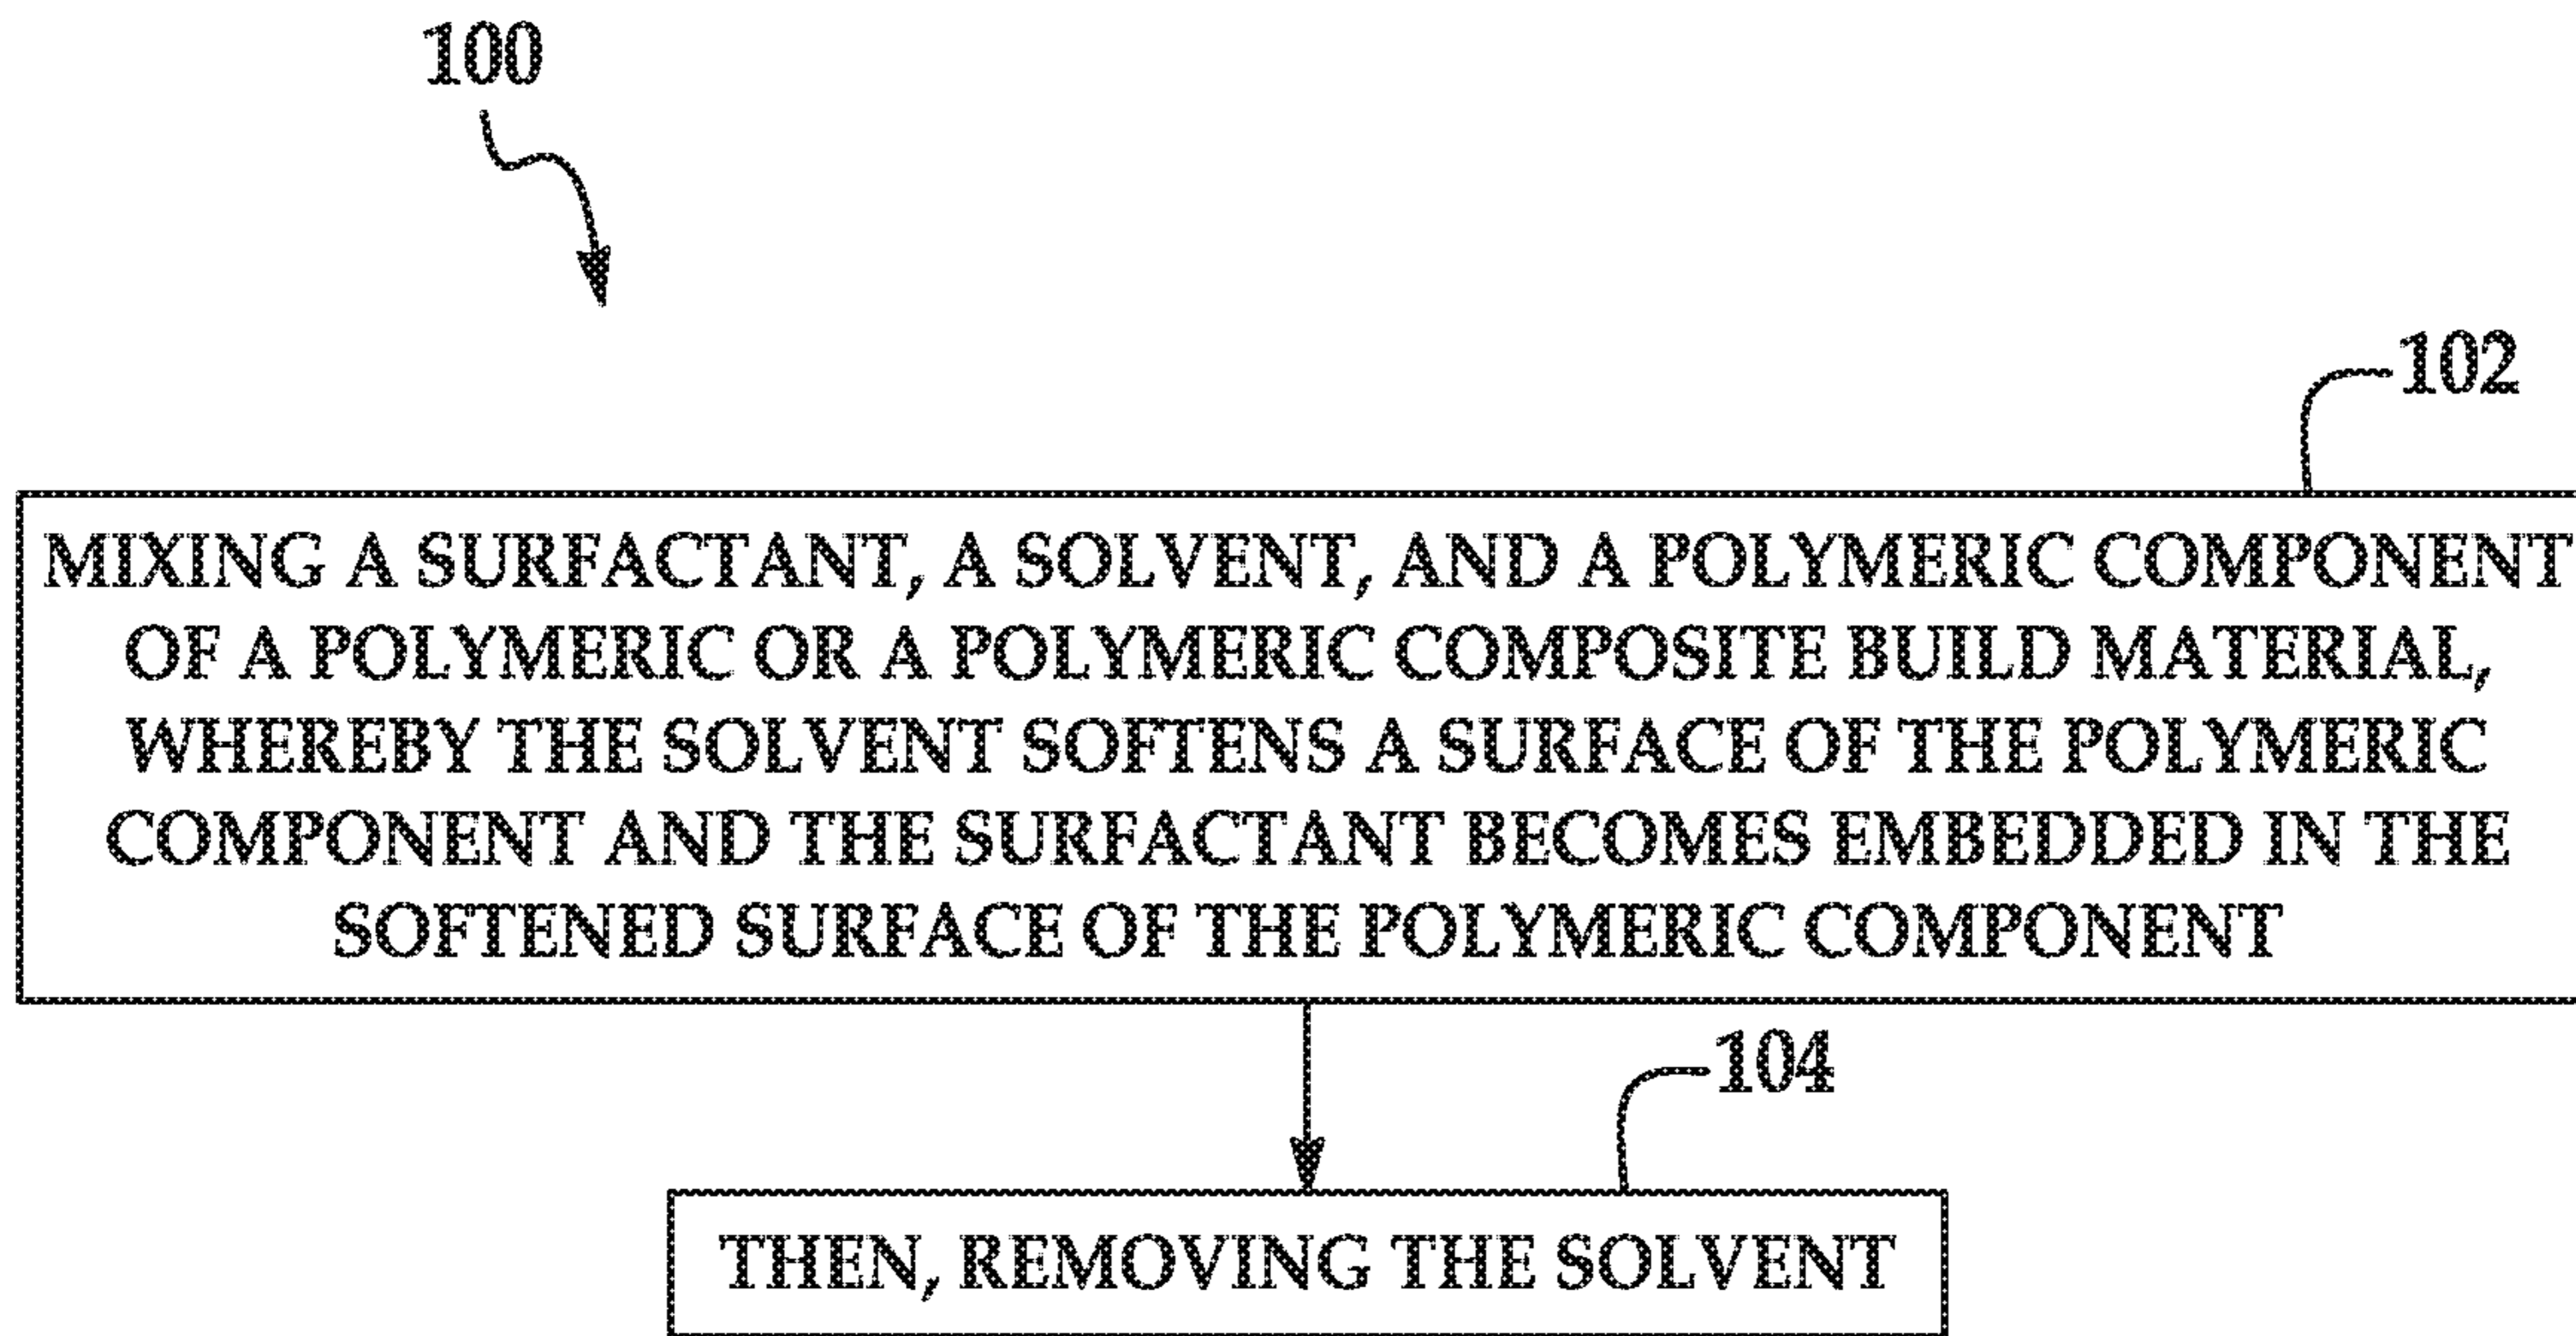 100
102
MIXING A SURFACTANT, A SOLVENT, AND A POLYMERIC COMPONENT
OF A POLYMERIC OR A POLYMERIC COMPOSITE BUILD MATERIAL,
WHEREBY THE SOLVENT SOFTENS A SURFACE OF THE POLYMERIC
COMPONENT AND THE SURFACTANT BECOMES EMBEDDED IN THE
SOFTENED SURFACE OF THE POLYMERIC COMPONENT
104
THEN, REMOVING THE SOLVENT